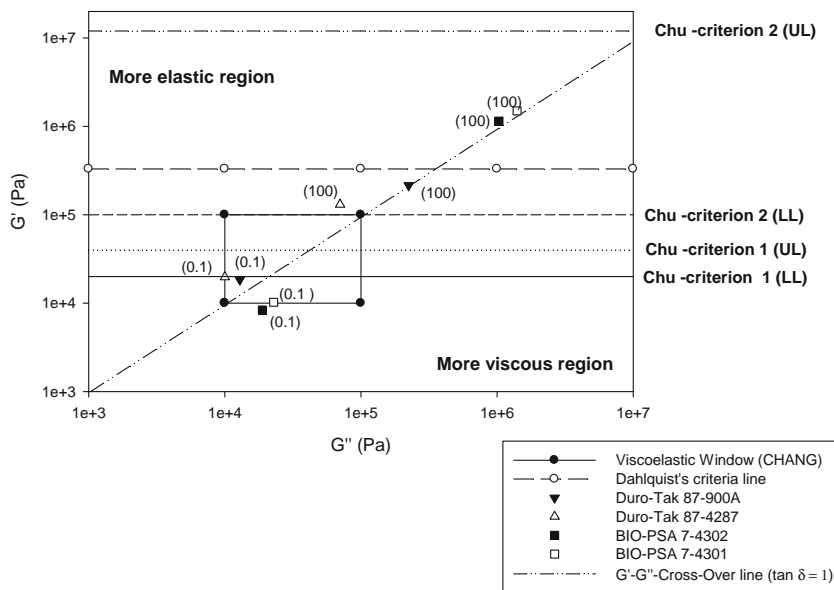 1e+7
Chu -criterion 2 (UL)
More elastic region
(100)
1e+6
(100)
G' (Pa)
(100)
(100)
1e+5
Chu -criterion 2 (LL)
Chu -criterion 1 (UL)
(0.1)
(0.1)
Chu -criterion  1 (LL)
(0.1 )
1e+4
(0.1)
More viscous region
1e+3
1e+3
1e+4
1e+5
1e+6
1e+7
G'' (Pa)
Viscoelastic Window (CHANG)
Dahlquist's criteria line
Duro-Tak 87-900A
Duro-Tak 87-4287
BIO-PSA 7-4302
BIO-PSA 7-4301
G'-G''-Cross-Over line (tan δ = 1)